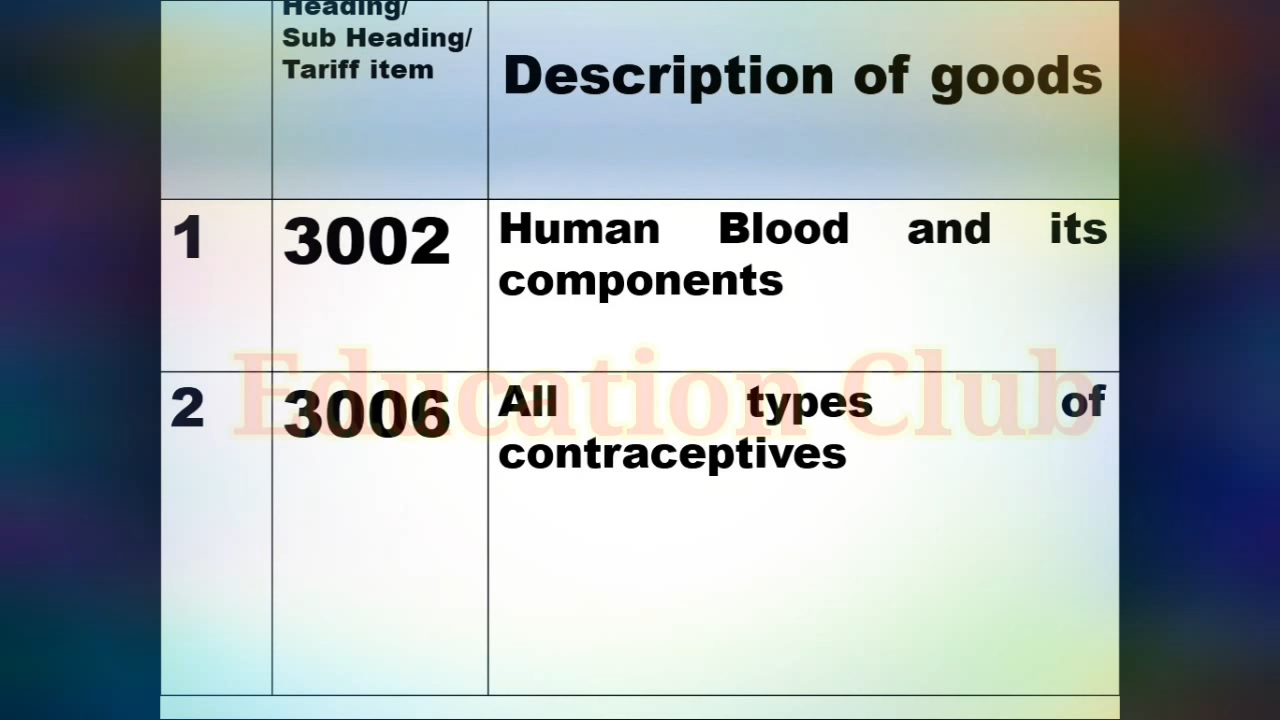 Heading/
Sub Heading/
Tariff item
Description of goods
1
3002
Human Blood and its
components
2
3006
All types of
contraceptives
Education Club